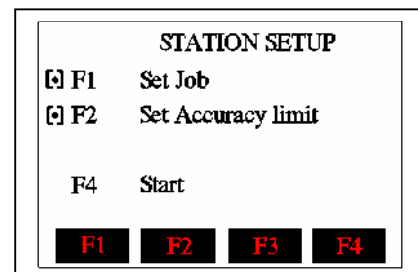 STATION SETUP
[•] F1 Set Job
[•] F2 Set Accuracy limit
F4 Start
F1 F2 F3 F4